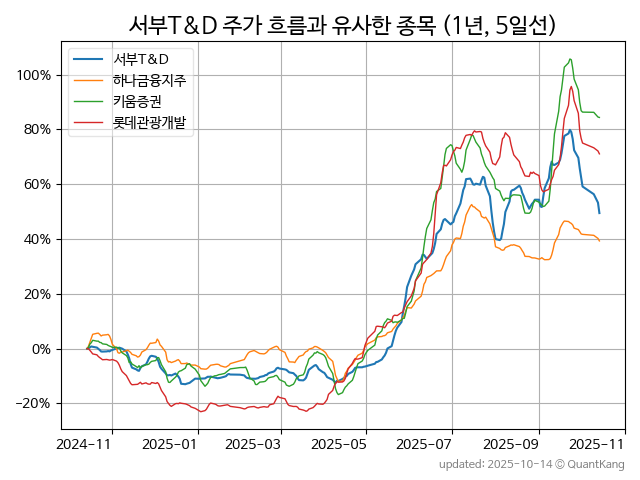 서부T&D 주가 흐름과 유사한 종목 (1년, 5일선)
서부T&D
하나금융지주
키움증권
롯데관광개발
100%
80%
60%
40%
20%
0%
−20%
2024-11 2025-01 2025-03 2025-05 2025-07 2025-09 2025-11
updated: 2025-10-14 © QuantKang